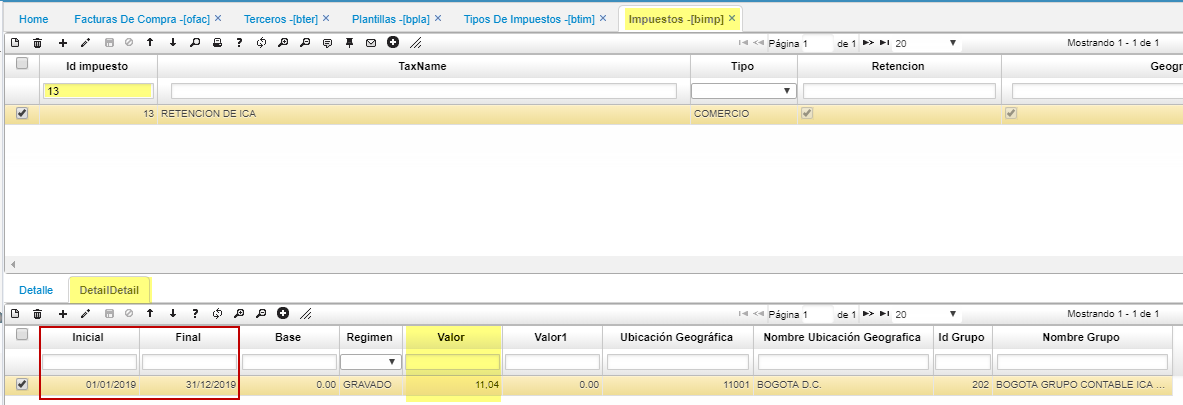 Home Facturas De Compra -[ofac] ✕ Terceros -[bter] ✕ Plantillas -[bpla] ✕ Tipos De Impuestos -[btim] ✕ Impuestos -[bimp] ✕
Página 1 de 1 20 Mostrando 1 - 1 de 1
Id impuesto TaxName Tipo Retencion Geogr
13
13 RETENCION DE ICA COMERCIO
Detalle DetailDetail
Página 1 de 1 20 Mostrando 1 - 1 de 1
Inicial Final Base Regimen Valor Valor1 Ubicación Geográfica Nombre Ubicación Geografica Id Grupo Nombre Grupo
01/01/2019 31/12/2019 0.00 GRAVADO 11,04 0.00 11001 BOGOTA D.C. 202 BOGOTA GRUPO CONTABLE ICA ...